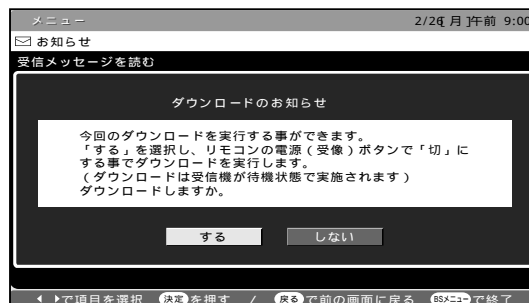 メニュー 2/26[月]午前 9:00
お知らせ
受信メッセージを読む
ダウンロードのお知らせ
今回のダウンロードを実行する事ができます。
「する」を選択し、リモコンの電源(受像)ボタンで「切」に
する事でダウンロードを実行します。
(ダウンロードは受信機が待機状態で実施されます)
ダウンロードしますか。
する しない
で項目を選択 決定を押す / 戻るで前の画面に戻る BSメニューで終了